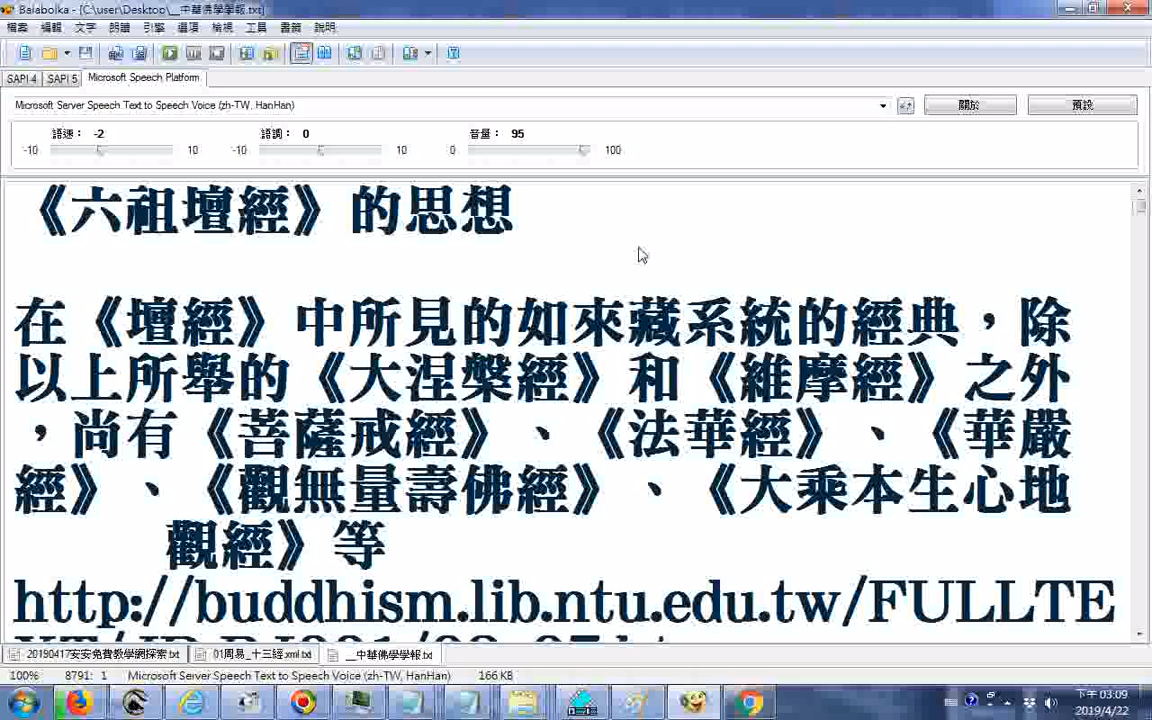 Balabolka - [C:\user\Desktop\__中華佛學學報.txt]
檔案 編輯 文字 朗讀 引擎 選項 檢視 工具 書籤 說明
SAPI 4 SAPI 5 Microsoft Speech Platform
Microsoft Server Speech Text to Speech Voice (zh-TW, HanHan) 關於 預設
語速： -2 語調： 0 音量： 95
-10 10 -10 10 0 100
《六祖壇經》的思想
在《壇經》中所見的如來藏系統的經典，除
以上所舉的《大涅槃經》和《維摩經》之外
，尚有《菩薩戒經》、《法華經》、《華嚴
經》、《觀無量壽佛經》、《大乘本生心地
觀經》等
http://buddhism.lib.ntu.edu.tw/FULLTE
20190417安安免費教學網探索.txt 01周易_十三經.xml.txt __中華佛學學報.txt
100% 8791: 1 Microsoft Server Speech Text to Speech Voice (zh-TW, HanHan) 166 KB
下午 03:09
2019/4/22